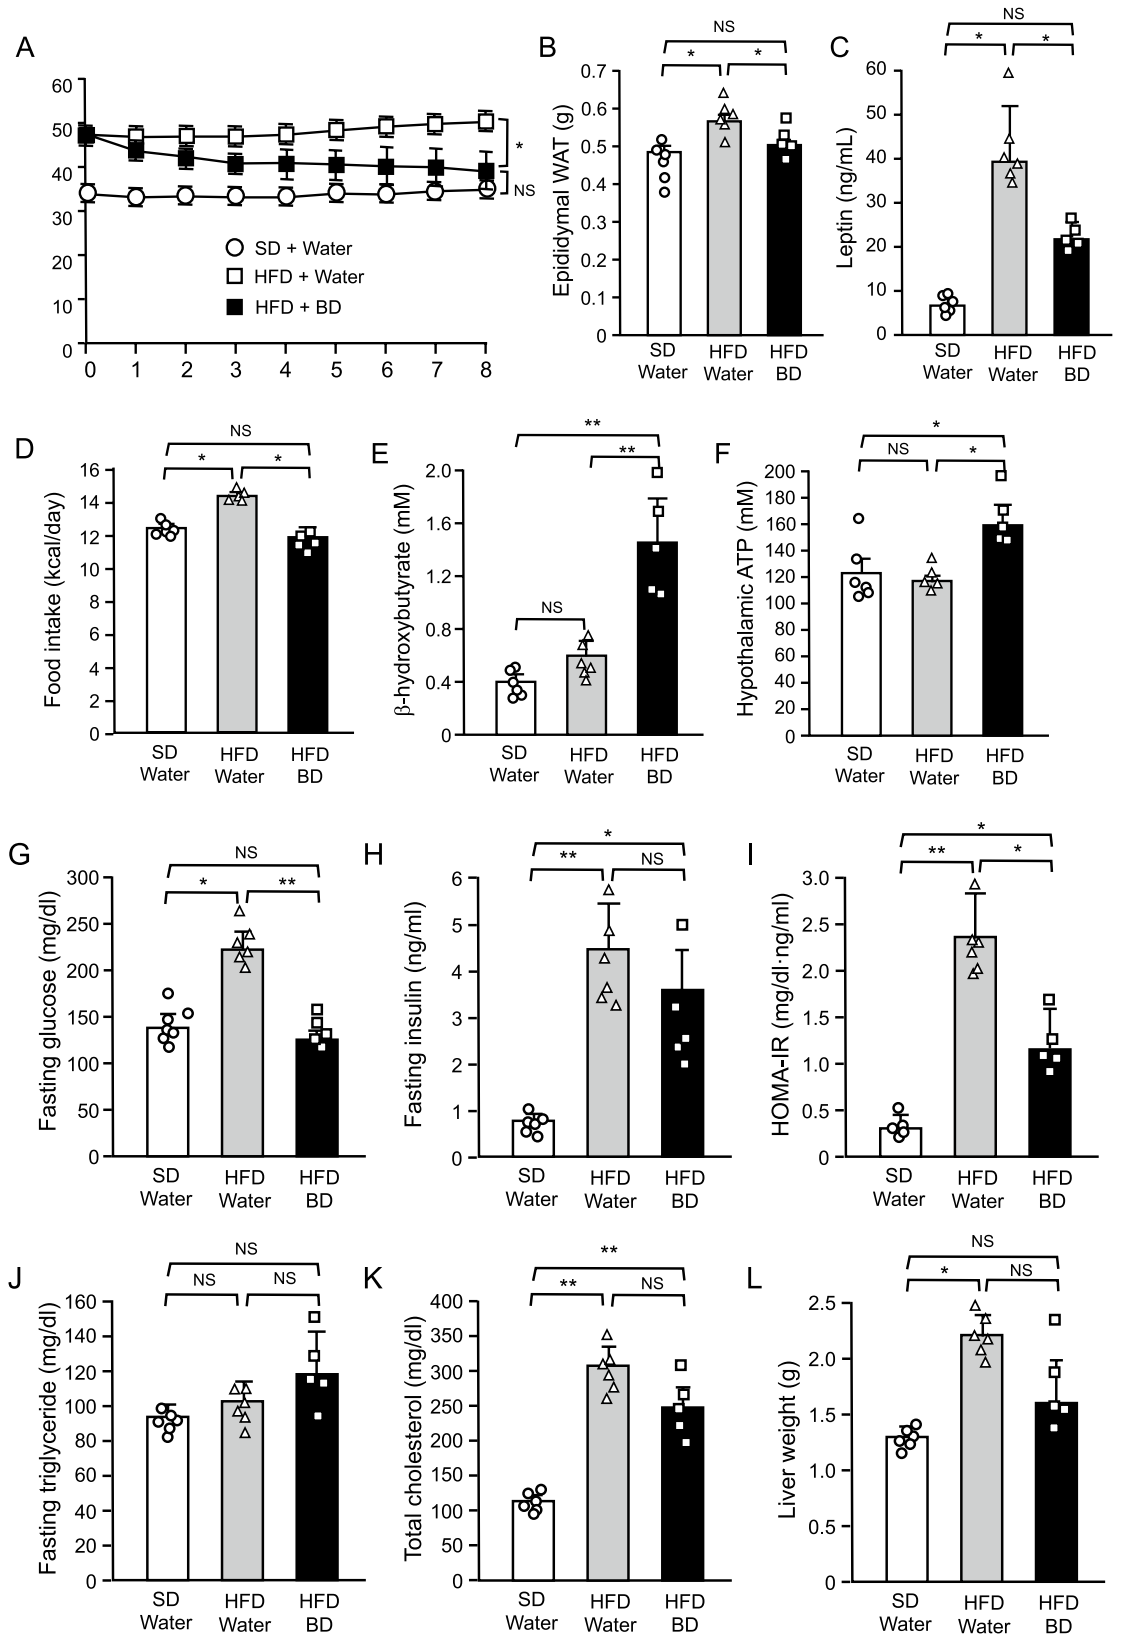 A
60
50
40
30
20
10
0
0 1 2 3 4 5 6 7 8
SD + Water
HFD + Water
HFD + BD
*
NS
B
Epididymal WAT (g)
0.7
0.6
0.5
0.4
0.3
0.2
0.1
0
NS
* *
SD HFD HFD
Water Water BD
C
Leptin (ng/mL)
60
50
40
30
20
10
0
NS
* *
SD HFD HFD
Water Water BD
D
Food intake (kcal/day)
16
14
12
10
8
6
4
2
0
NS
* *
SD HFD HFD
Water Water BD
E
β-hydroxybutyrate (mM)
2.0
1.6
1.2
0.8
0.4
0
**
**
NS
SD HFD HFD
Water Water BD
F
Hypothalamic ATP (mM)
200
180
160
140
120
100
80
60
40
20
0
*
NS *
SD HFD HFD
Water Water BD
G
Fasting glucose (mg/dl)
300
250
200
150
100
50
0
NS
* **
SD HFD HFD
Water Water BD
H
Fasting insulin (ng/ml)
6
5
4
3
2
1
0
*
** NS
SD HFD HFD
Water Water BD
I
HOMA-IR (mg/dl·ng/ml)
3.0
2.5
2.0
1.5
1.0
0.5
0
*
** *
SD HFD HFD
Water Water BD
J
Fasting triglyceride (mg/dl)
160
140
120
100
80
60
40
20
0
NS
NS NS
SD HFD HFD
Water Water BD
K
Total cholesterol (mg/dl)
400
350
300
250
200
150
100
50
0
**
** NS
SD HFD HFD
Water Water BD
L
Liver weight (g)
2.5
2.0
1.5
1.0
0.5
0
NS
* NS
SD HFD HFD
Water Water BD